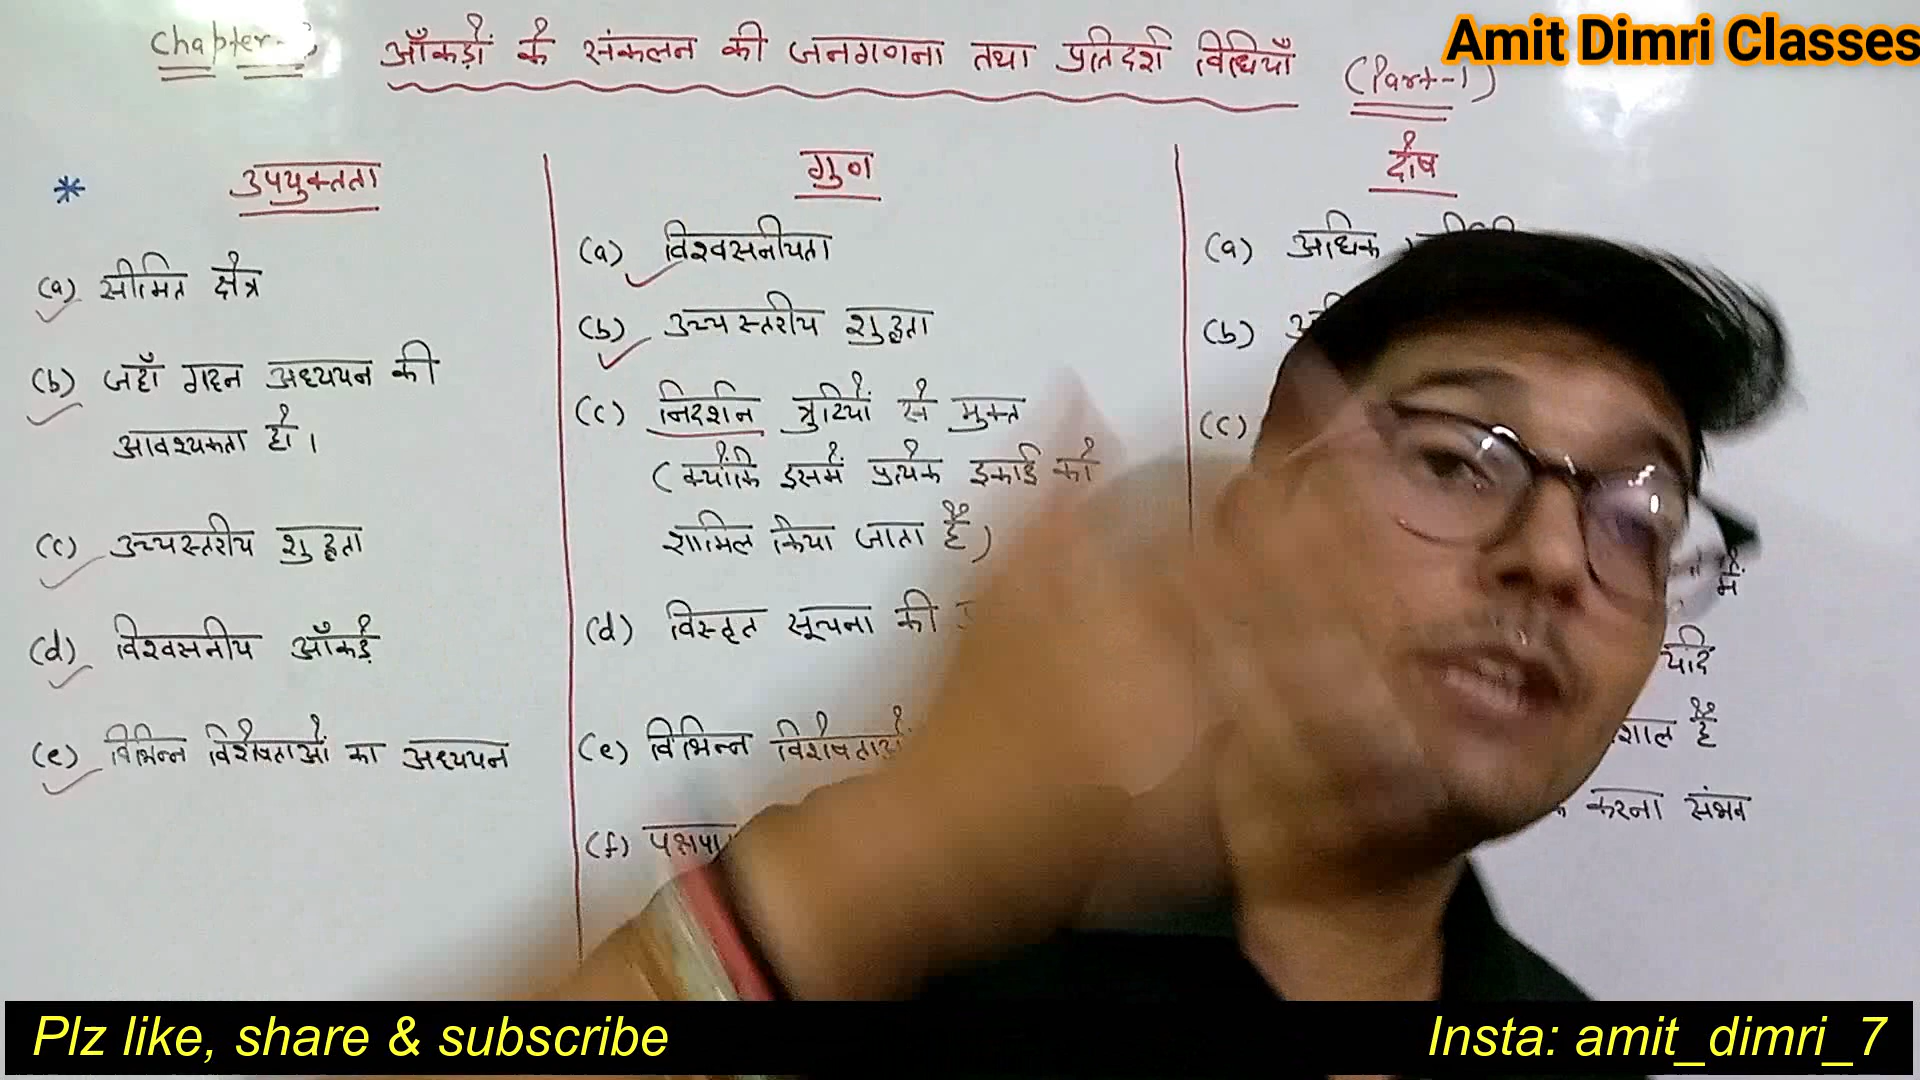 Amit Dimri Classes
Chapter-
आँकड़ों के संकलन की जनगणना तथा प्रतिदर्श विधियाँ (Part-1)
* उपयुक्तता
(a) सीमित क्षेत्र
(b) जहाँ गहन अध्ययन की
आवश्यकता हो।
(c) उच्चस्तरीय शुद्धता
(d) विश्वसनीय आँकड़े
(e) विभिन्न विशेषताओं का अध्ययन
गुण
(a) विश्वसनीयता
(b) उच्चस्तरीय शुद्धता
(c) निदर्शन त्रुटियों से मुक्त
(क्योंकि इसमें प्रत्येक इकाई को
शामिल किया जाता है)
(d) विस्तृत सूचना की
(e) विभिन्न विशेषताओं
(f)
दोष
(a) अधिक
(b)
(c)
में
यदि
है
करना संभव
Plz like, share & subscribe
Insta: amit_dimri_7